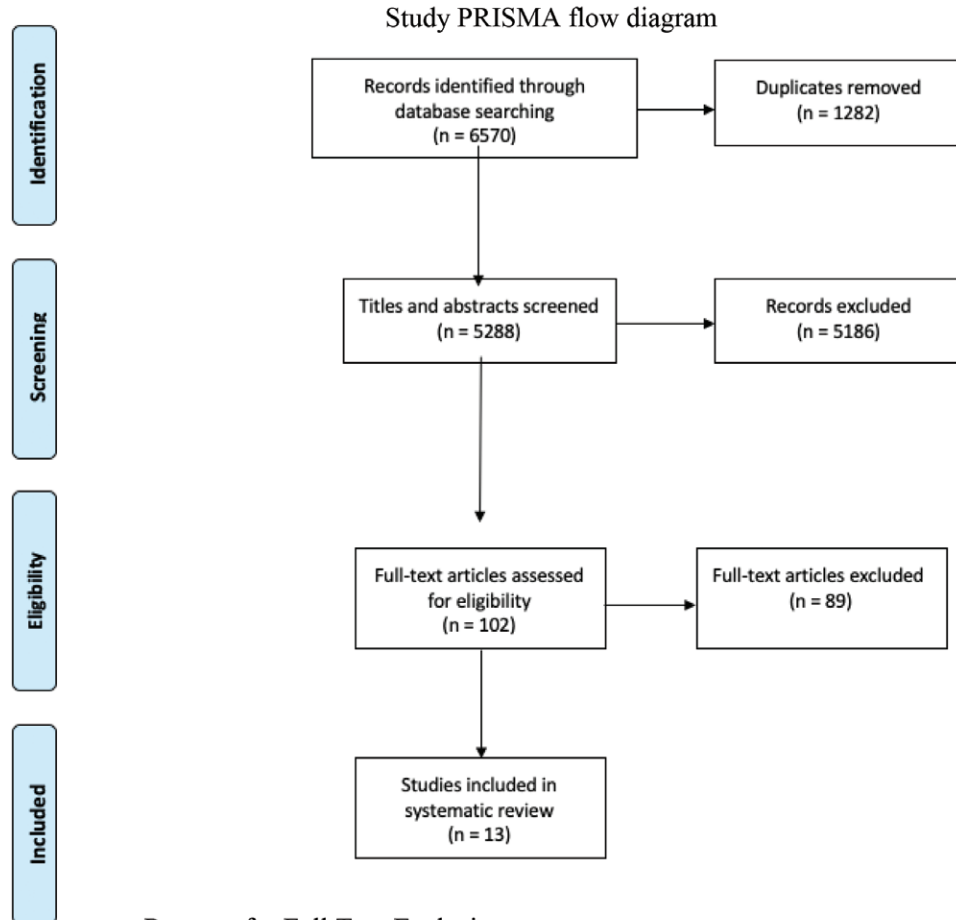 Study PRISMA flow diagram
Identification
Records identified through
database searching
(n = 6570)
Duplicates removed
(n = 1282)
Screening
Titles and abstracts screened
(n = 5288)
Records excluded
(n = 5186)
Eligibility
Full-text articles assessed
for eligibility
(n = 102)
Full-text articles excluded
(n = 89)
Included
Studies included in
systematic review
(n = 13)